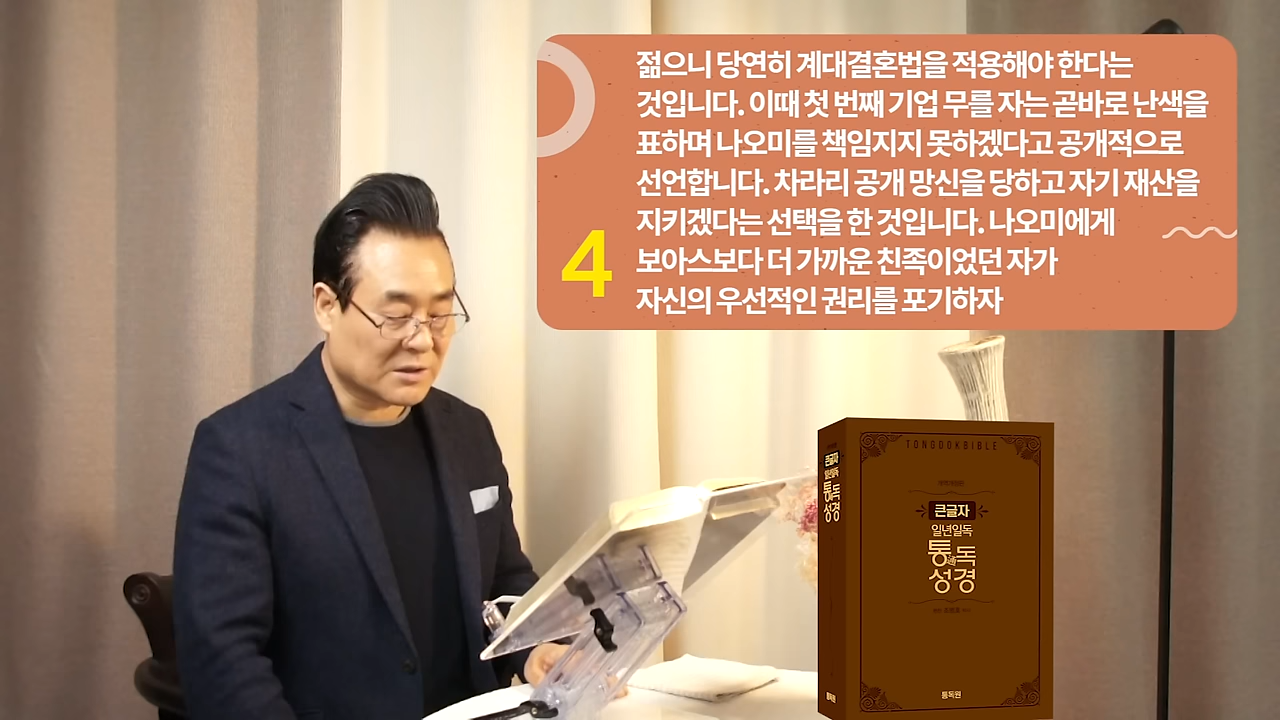 젊으니 당연히 계대결혼법을 적용해야 한다는
것입니다. 이때 첫 번째 기업 무를 자는 곧바로 난색을
표하며 나오미를 책임지지 못하겠다고 공개적으로
선언합니다. 차라리 공개 망신을 당하고 자기 재산을
지키겠다는 선택을 한 것입니다. 나오미에게
보아스보다 더 가까운 친족이었던 자가
자신의 우선적인 권리를 포기하자
4
TONGDOKBIBLE
큰글자
일년일독
통독
성경
통독원
큰글자
일년일독
통독
성경
통독원